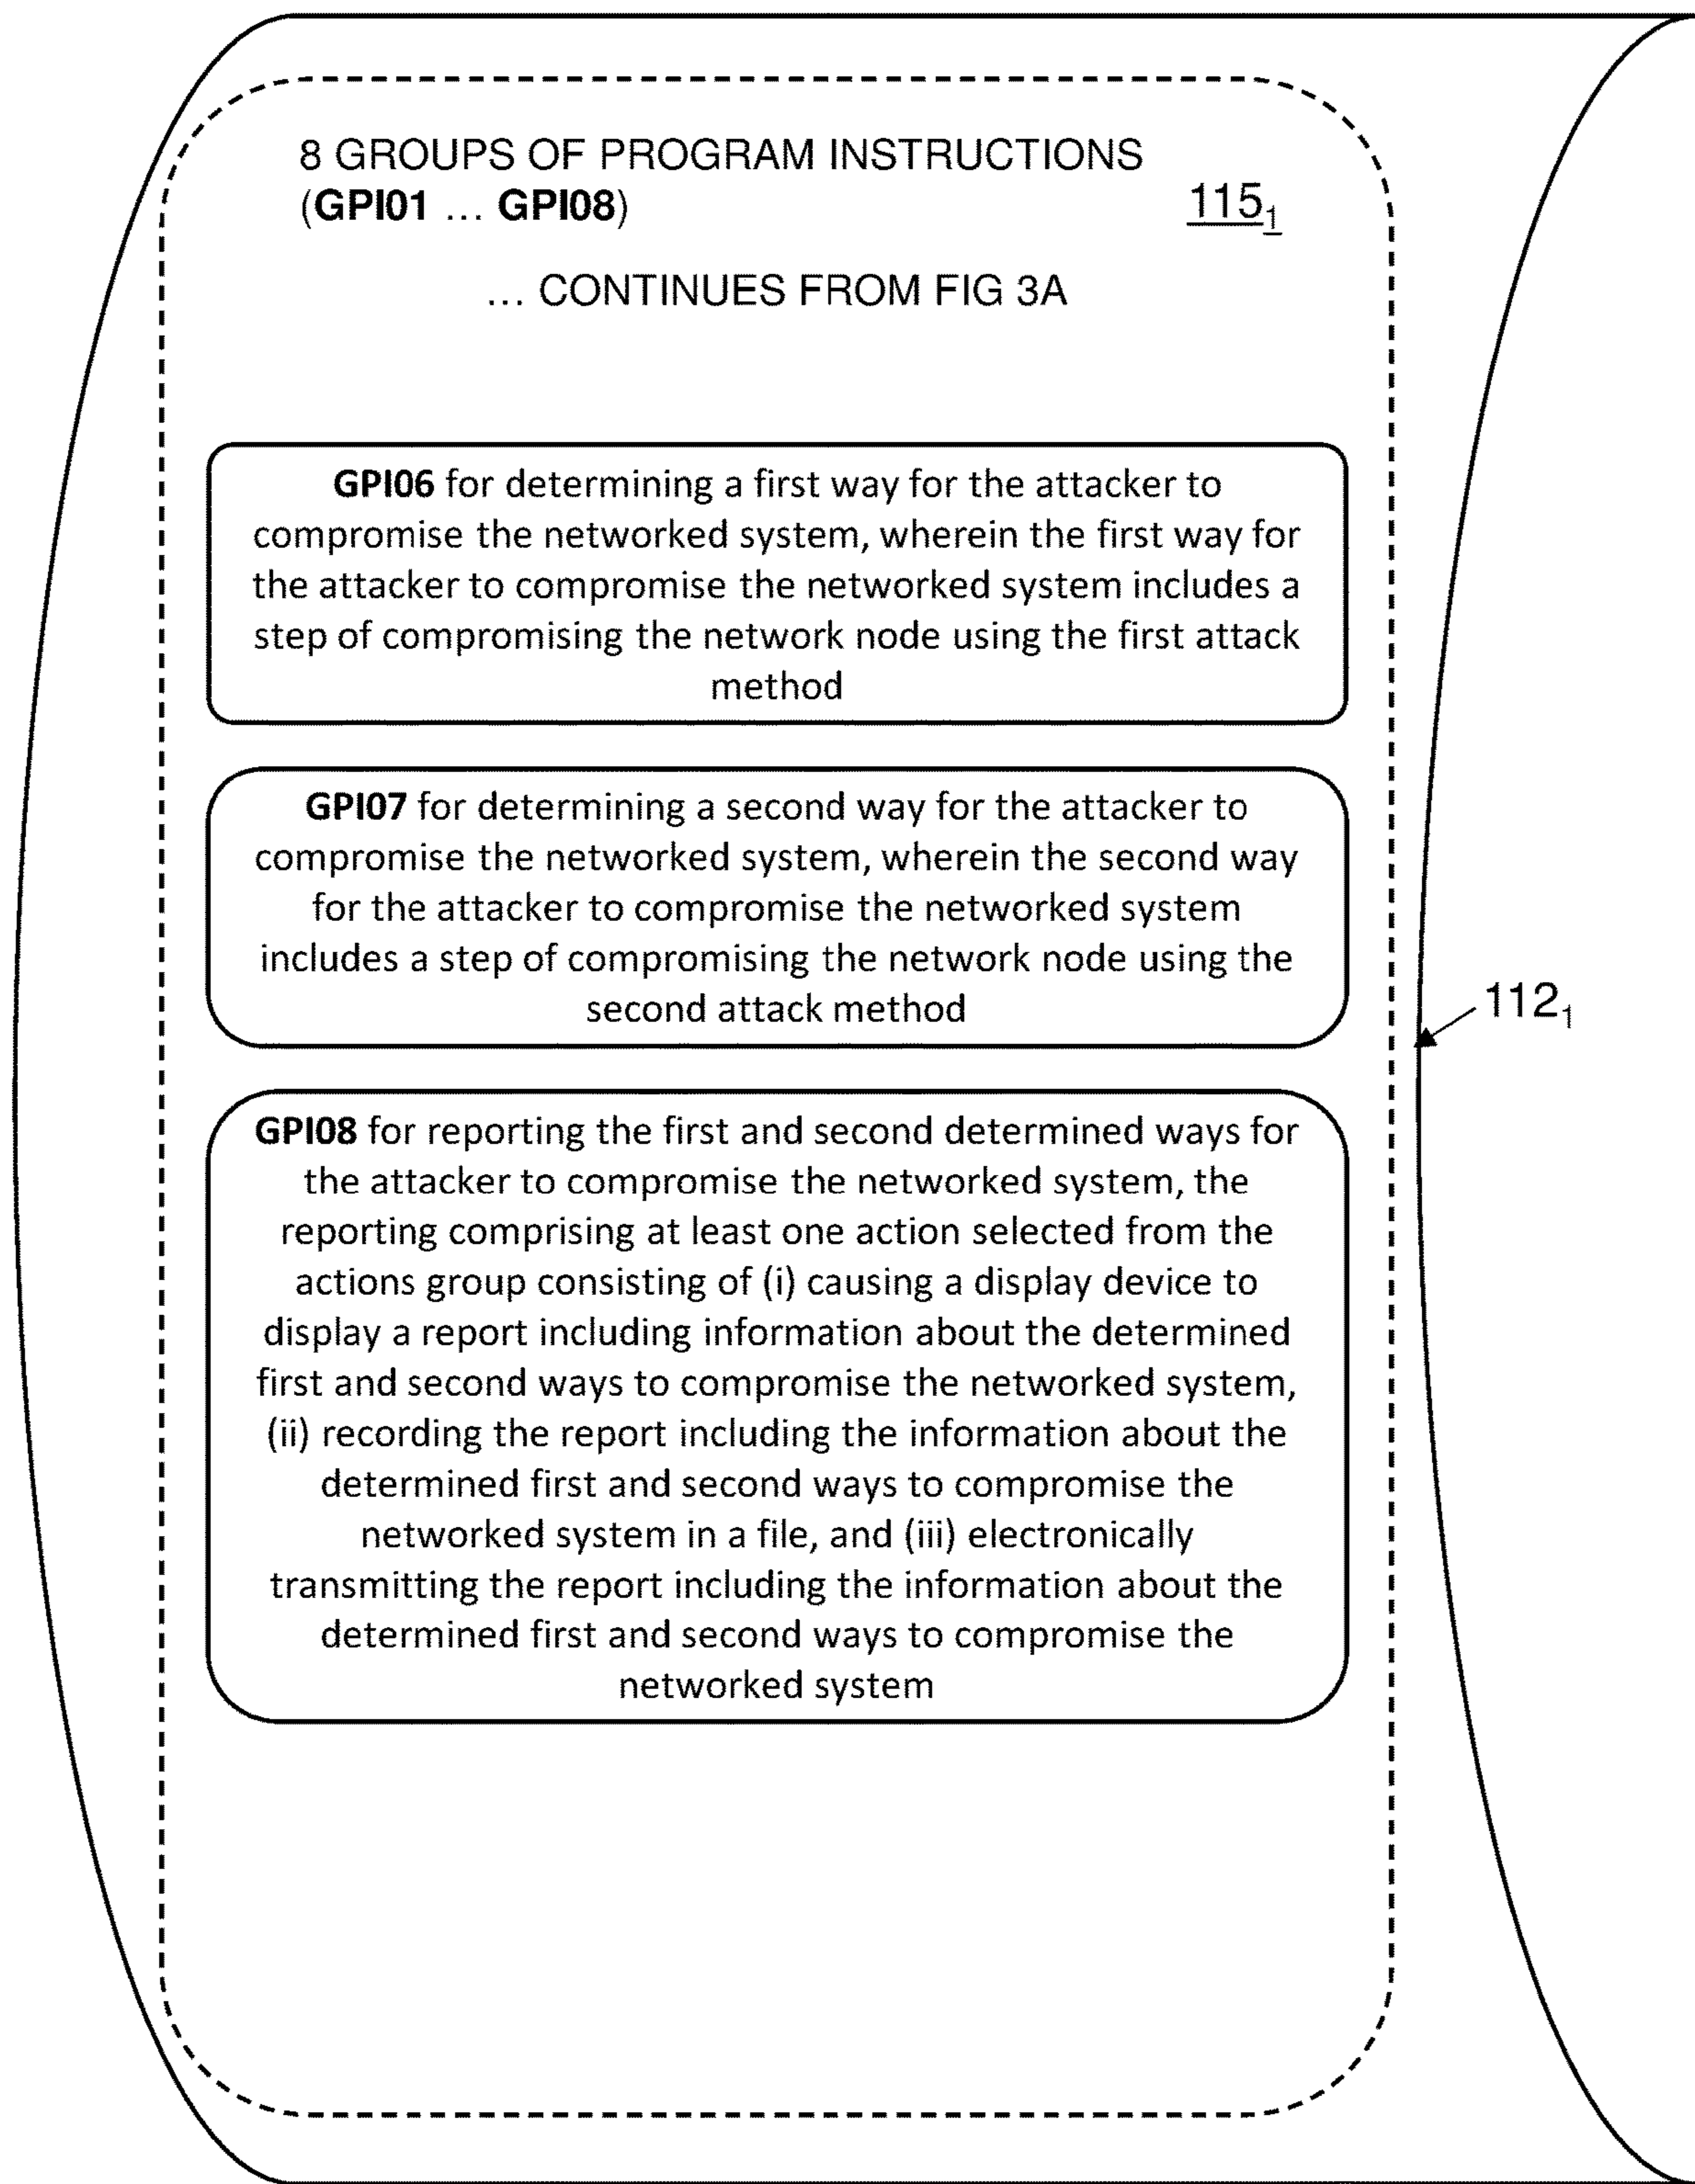 8 GROUPS OF PROGRAM INSTRUCTIONS
(GPI01 ... GPI08)
115₁
... CONTINUES FROM FIG 3A
GPI06 for determining a first way for the attacker to
compromise the networked system, wherein the first way for
the attacker to compromise the networked system includes a
step of compromising the network node using the first attack
method
GPI07 for determining a second way for the attacker to
compromise the networked system, wherein the second way
for the attacker to compromise the networked system
includes a step of compromising the network node using the
second attack method
112₁
GPI08 for reporting the first and second determined ways for
the attacker to compromise the networked system, the
reporting comprising at least one action selected from the
actions group consisting of (i) causing a display device to
display a report including information about the determined
first and second ways to compromise the networked system,
(ii) recording the report including the information about the
determined first and second ways to compromise the
networked system in a file, and (iii) electronically
transmitting the report including the information about the
determined first and second ways to compromise the
networked system